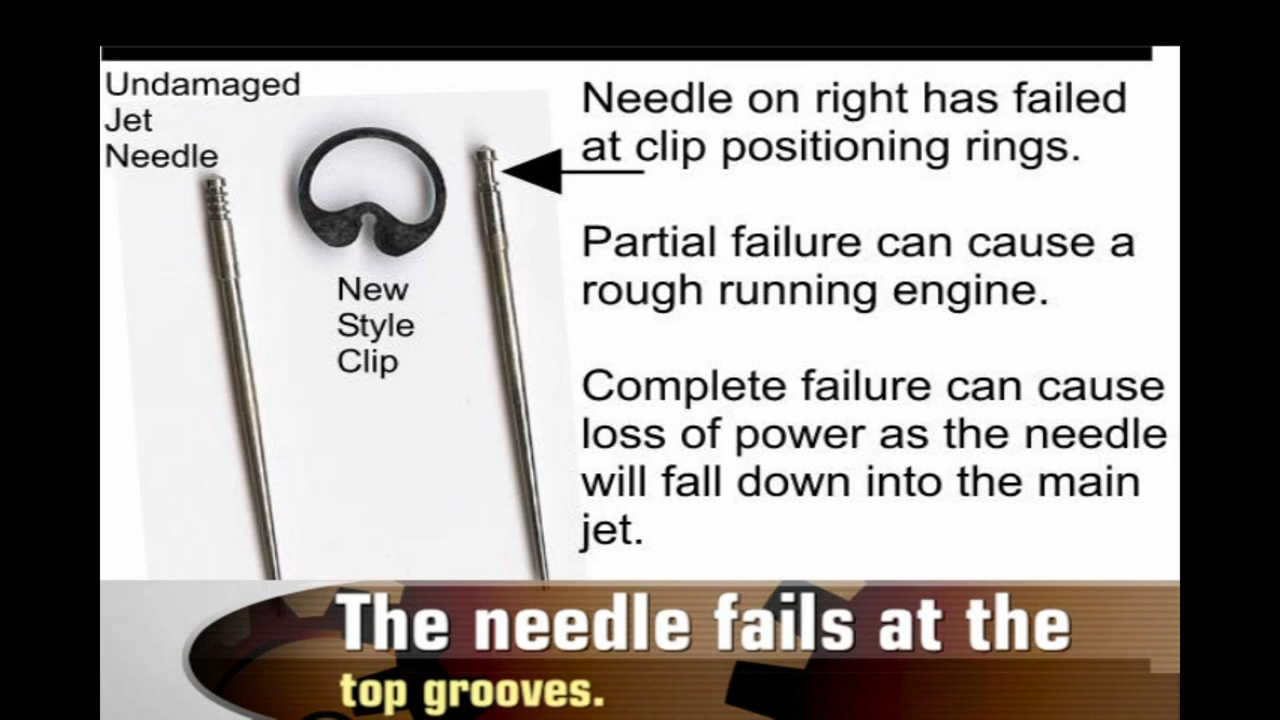 Undamaged
Jet
Needle
New
Style
Clip
Needle on right has failed
at clip positioning rings.
Partial failure can cause a
rough running engine.
Complete failure can cause
loss of power as the needle
will fall down into the main
jet.
The needle fails at the
top grooves.